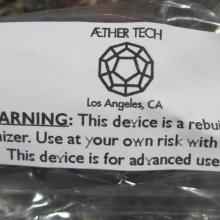 ÆTHER TECH
Los Angeles, CA
WARNING: This device is a rebui
nizer. Use at your own risk with
This device is for advanced use